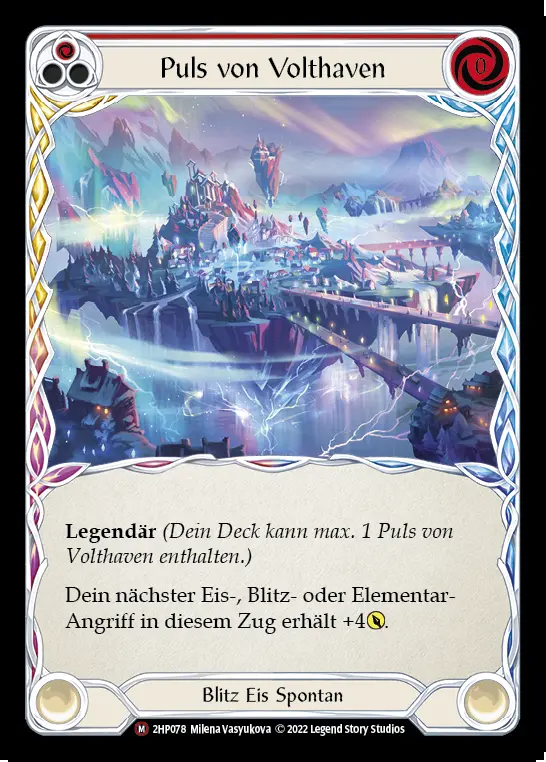 Puls von Volthaven
0
Legendär (Dein Deck kann max. 1 Puls von
Volthaven enthalten.)
Dein nächster Eis-, Blitz- oder Elementar-
Angriff in diesem Zug erhält +4.
Blitz Eis Spontan
M 2HP078 Milena Vasyukova © 2022 Legend Story Studios